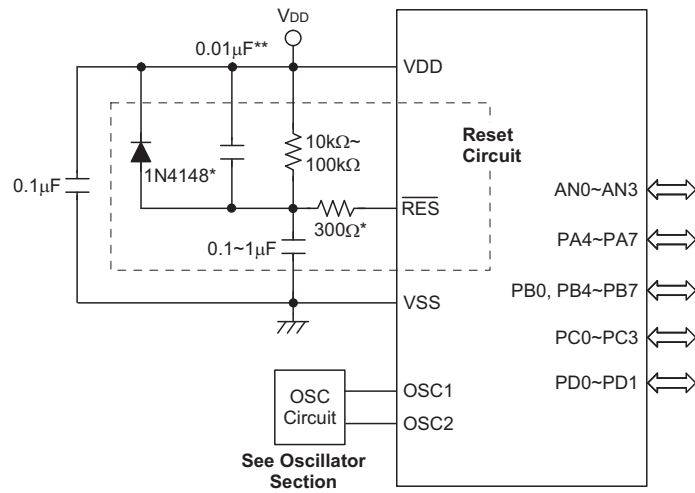 VDD
0.01μF**
VDD
Reset
Circuit
10kΩ~
100kΩ
1N4148*
0.1μF
AN0~AN3
RES
300Ω*
PA4~PA7
0.1~1μF
PB0, PB4~PB7
VSS
PC0~PC3
PD0~PD1
OSC
Circuit
OSC1
OSC2
See Oscillator
Section